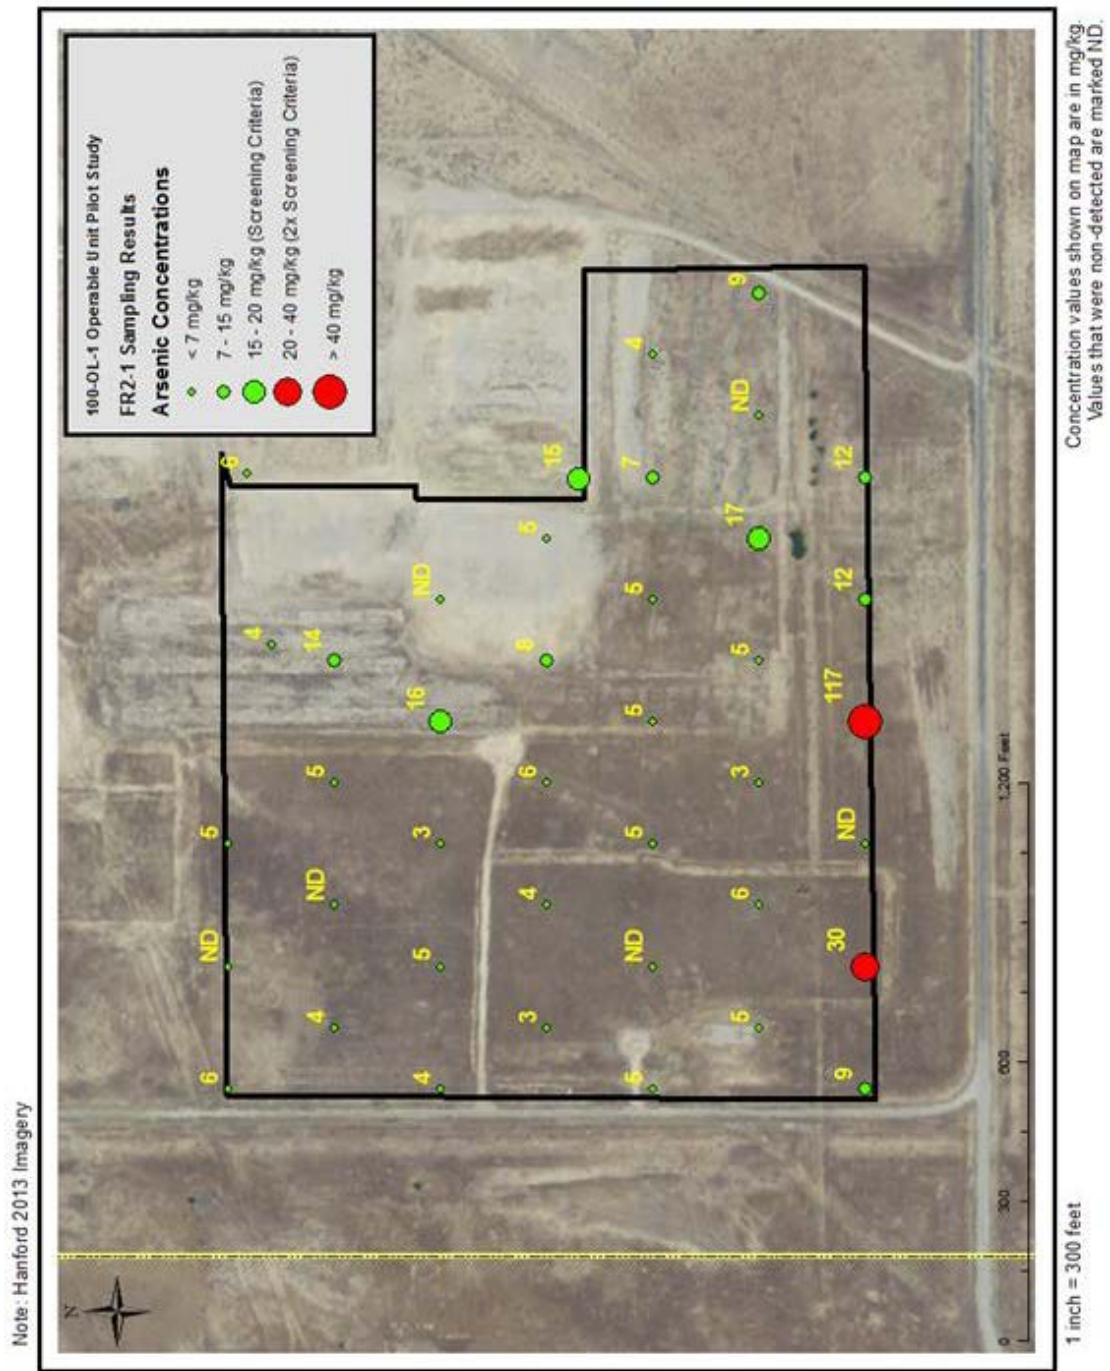 Note: Hanford 2013 Imagery
N
100-OL-1 Operable Unit Pilot Study
FR2-1 Sampling Results
Arsenic Concentrations
< 7 mg/kg
7 - 15 mg/kg
15 - 20 mg/kg (Screening Criteria)
20 - 40 mg/kg (2x Screening Criteria)
> 40 mg/kg
6 ND 5 6
4
4 ND 5 14
4 5 3 16 ND
3 4 6 8 5 15
5 ND 5 5 5 7 4
5 6 3 5 17 ND 9
9 30 ND 117 12 12
0 300 600 1,200 Feet
1 inch = 300 feet
Concentration values shown on map are in mg/kg.
Values that were non-detected are marked ND.